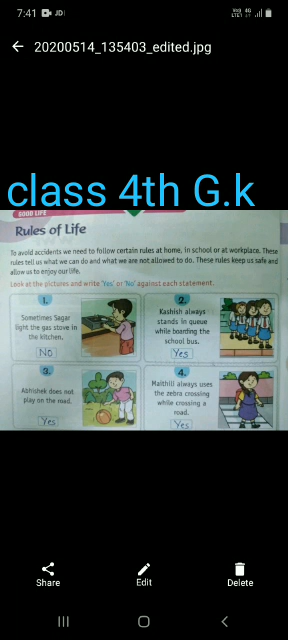 7:41
JDI
Vo)) 4G
LTE1
20200514_135403_edited.jpg
class 4th G.k
GOOD LIFE
Rules of Life
To avoid accidents we need to follow certain rules at home, in school or at workplace. These
rules tell us what we can do and what we are not allowed to do. These rules keep us safe and
allow us to enjoy our life.
Look at the pictures and write 'Yes' or 'No' against each statement.
1.
Sometimes Sagar
light the gas stove in
the kitchen.
No
2.
Kashish always
stands in queue
while boarding the
school bus.
Yes
3.
Abhishek does not
play on the road.
Yes
4.
Maithili always uses
the zebra crossing
while crossing a
road.
Yes
Share
Edit
Delete